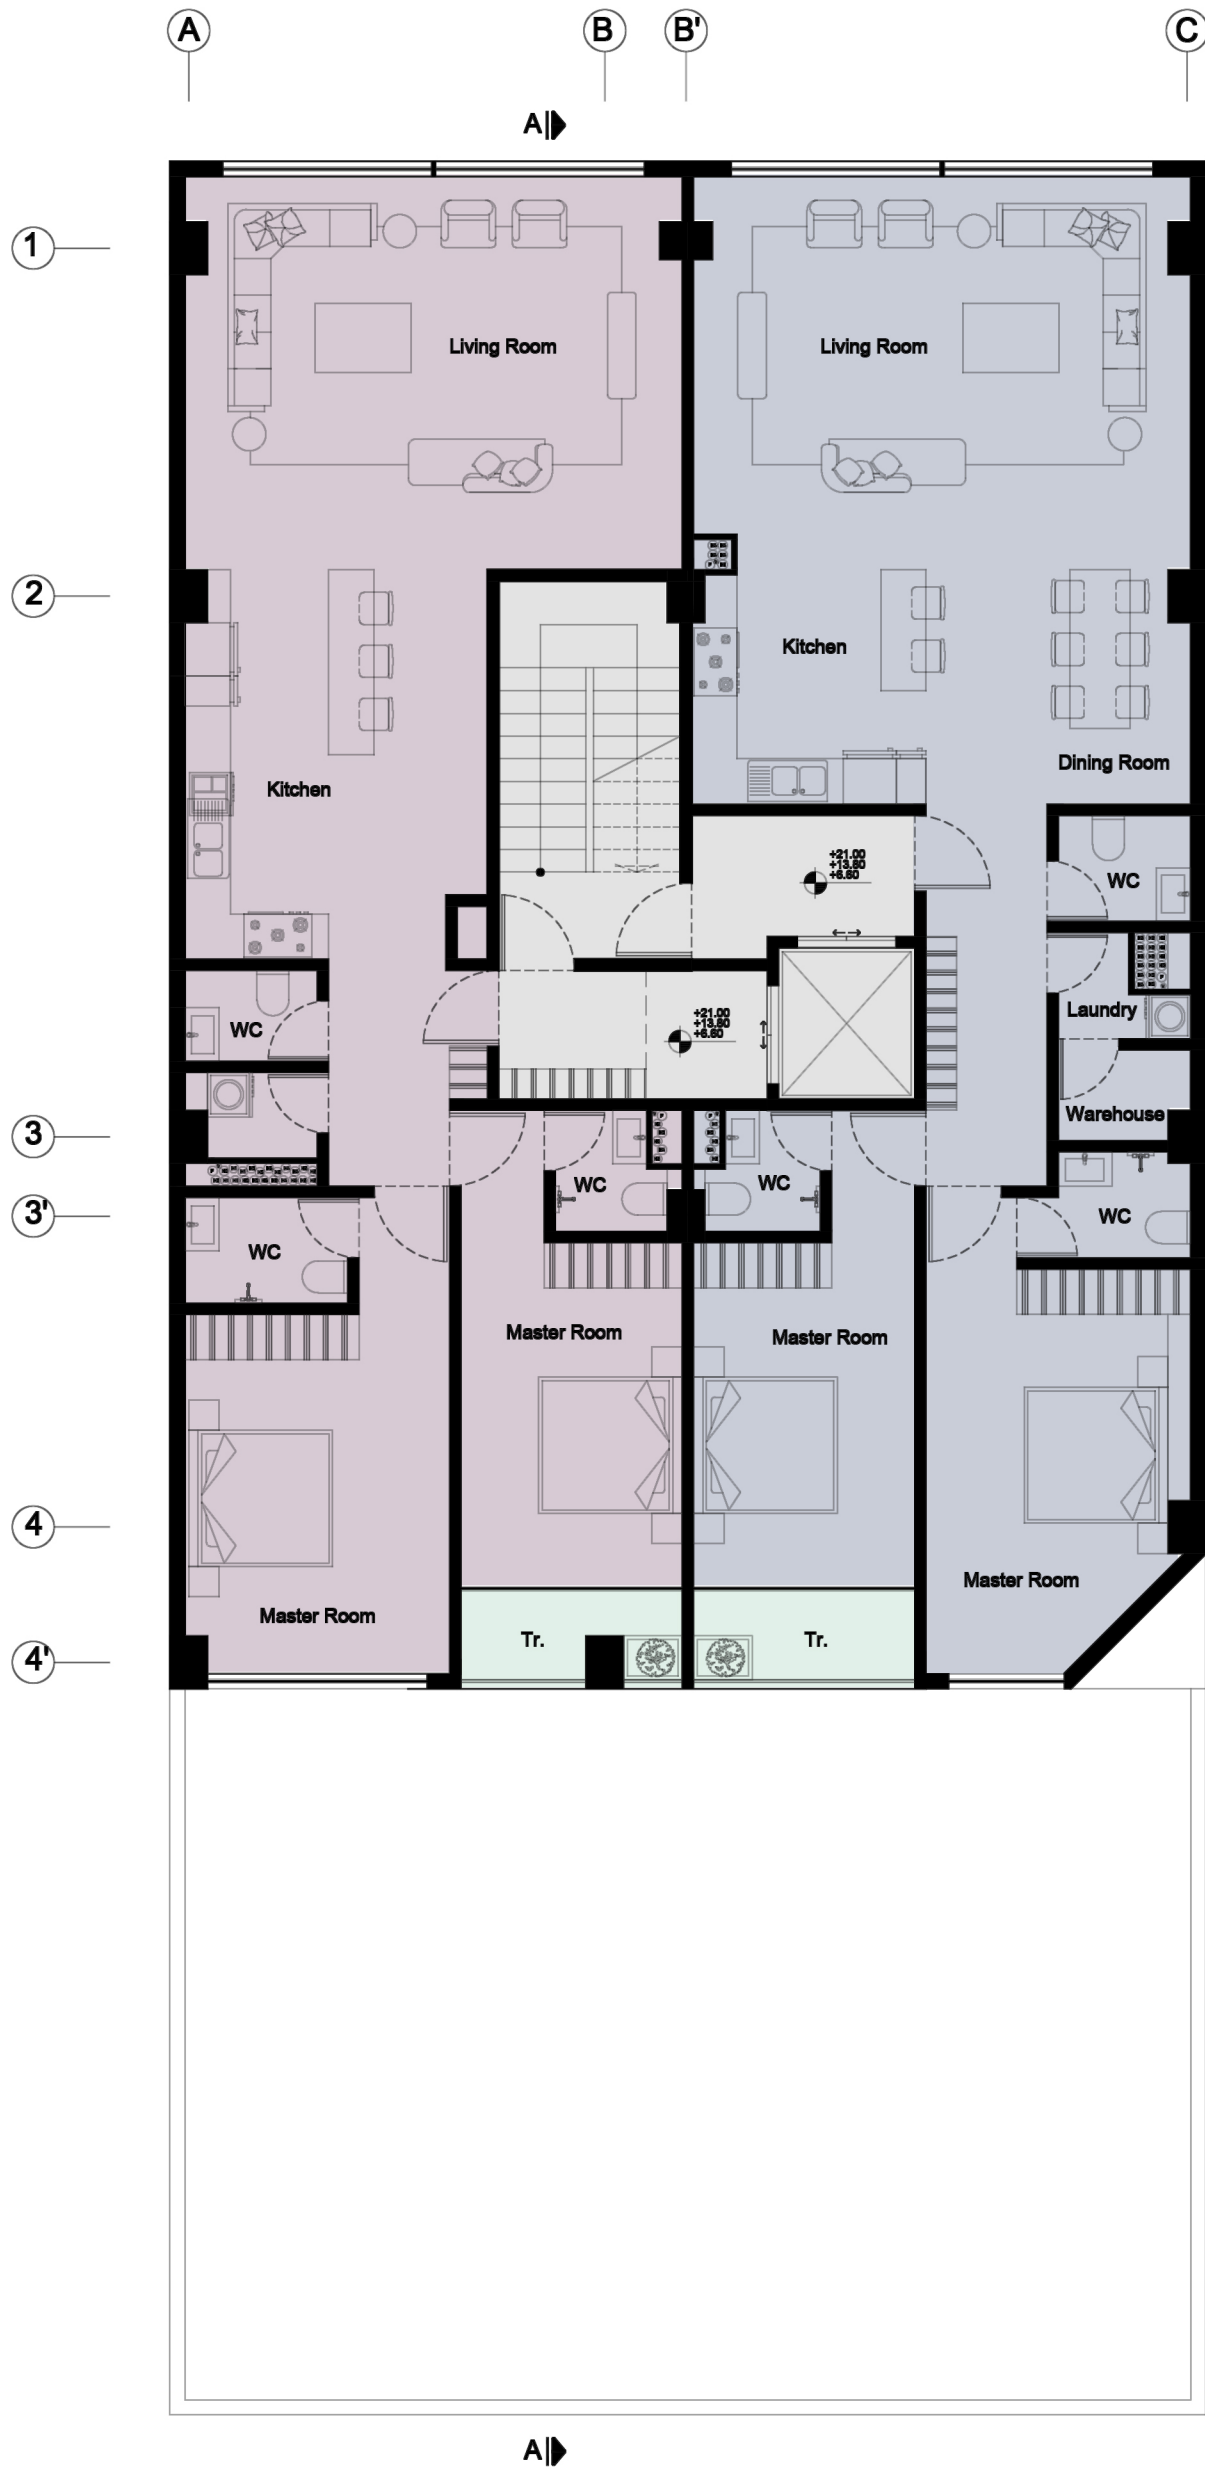 A B B' C
A
1
Living Room Living Room
2
Kitchen
Dining Room
Kitchen
+21.00
+13.80
+6.60
WC
Laundry
+21.00
+13.80
+6.60
WC
Warehouse
3
WC WC
3'
WC
WC
Master Room Master Room
4
Master Room
Master Room
Tr. Tr.
4'
A